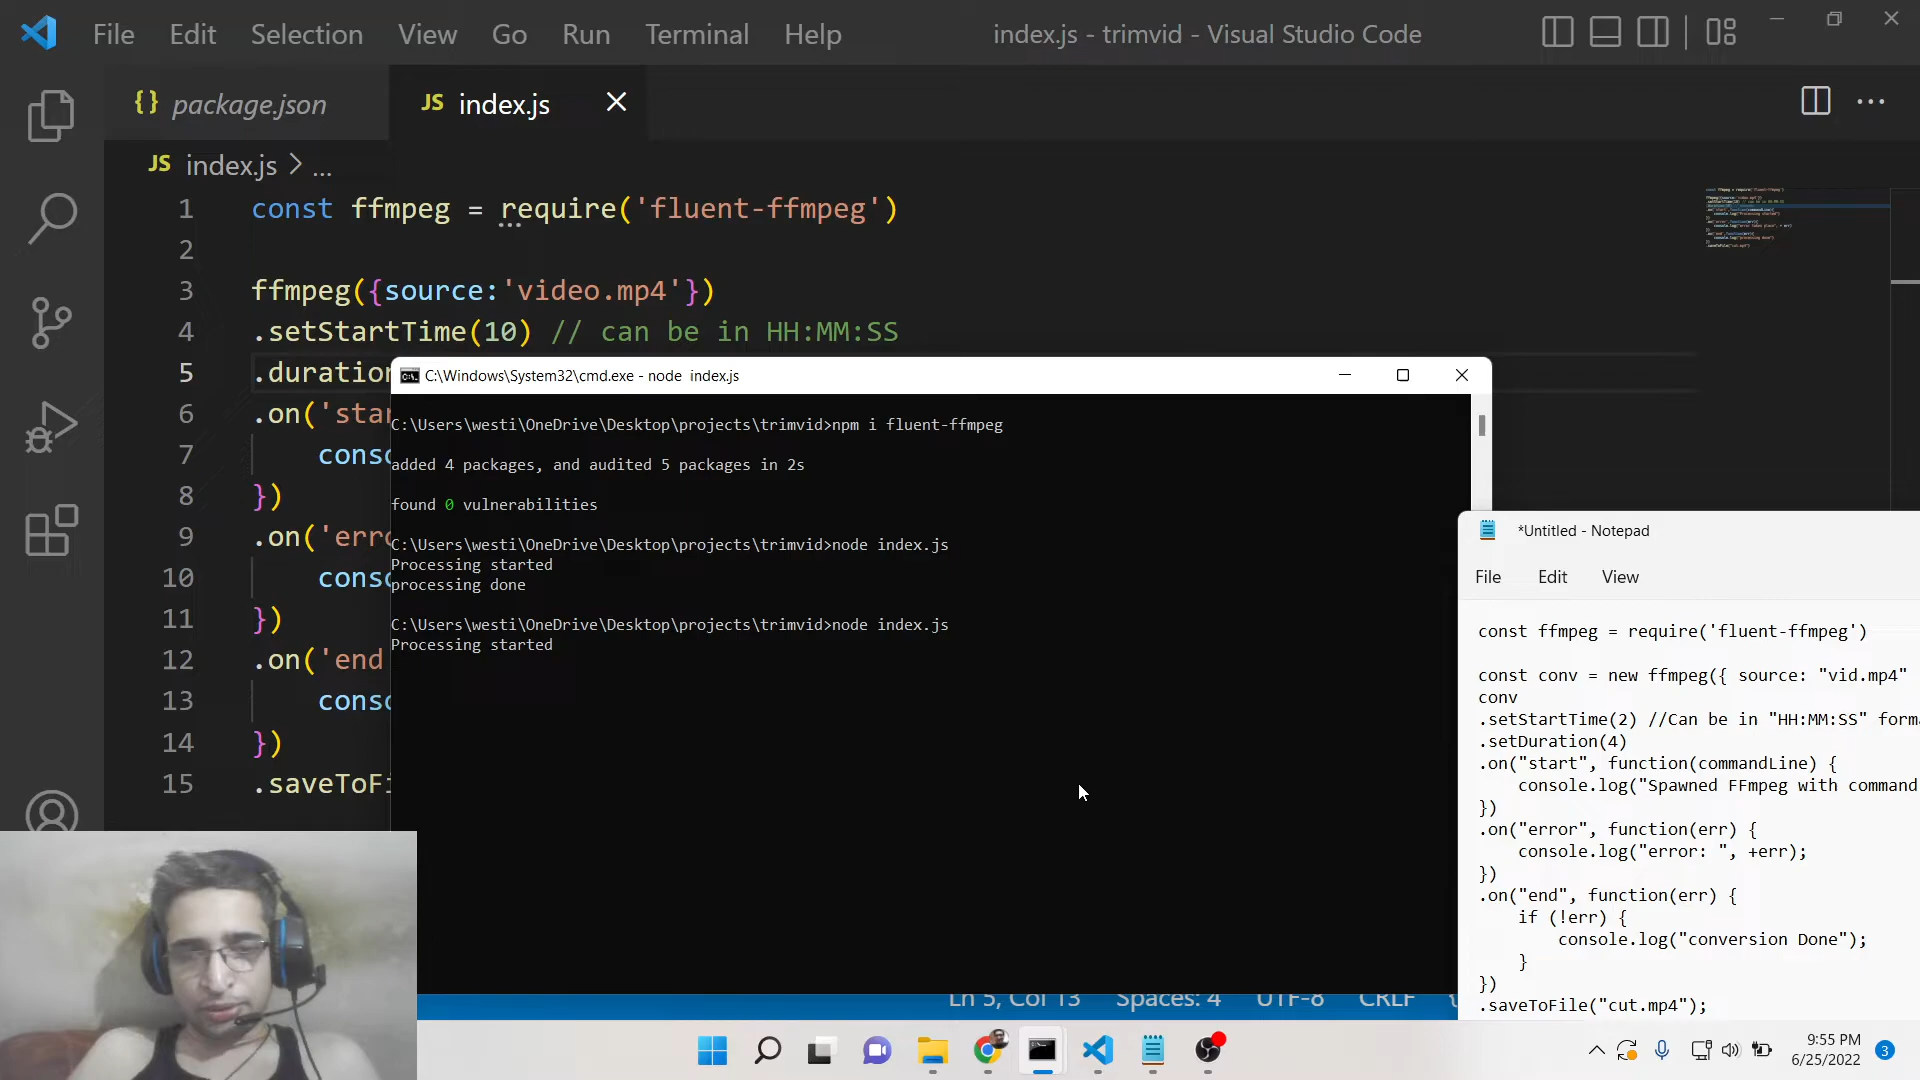 File Edit Selection View Go Run Terminal Help
index.js - trimvid - Visual Studio Code
{} package.json
JS index.js
JS index.js > ...
1 const ffmpeg = require('fluent-ffmpeg')
2
3 ffmpeg({source:'video.mp4'})
4 .setStartTime(10) // can be in HH:MM:SS
5 .duration
6 .on('star
7 conso
8 })
9 .on('erro
10 conso
11 })
12 .on('end
13 conso
14 })
15 .saveToFi
C:\Windows\System32\cmd.exe - node index.js
C:\Users\westi\OneDrive\Desktop\projects\trimvid>npm i fluent-ffmpeg
added 4 packages, and audited 5 packages in 2s
found 0 vulnerabilities
C:\Users\westi\OneDrive\Desktop\projects\trimvid>node index.js
Processing started
processing done
C:\Users\westi\OneDrive\Desktop\projects\trimvid>node index.js
Processing started
*Untitled - Notepad
File Edit View
const ffmpeg = require('fluent-ffmpeg')
const conv = new ffmpeg({ source: "vid.mp4"
conv
.setStartTime(2) //Can be in "HH:MM:SS" forma
.setDuration(4)
.on("start", function(commandLine) {
console.log("Spawned FFmpeg with command
})
.on("error", function(err) {
console.log("error: ", +err);
})
.on("end", function(err) {
if (!err) {
console.log("conversion Done");
}
})
.saveToFile("cut.mp4");
Ln 5, Col 13 Spaces: 4 UTF-8 CRLF
9:55 PM
6/25/2022
3